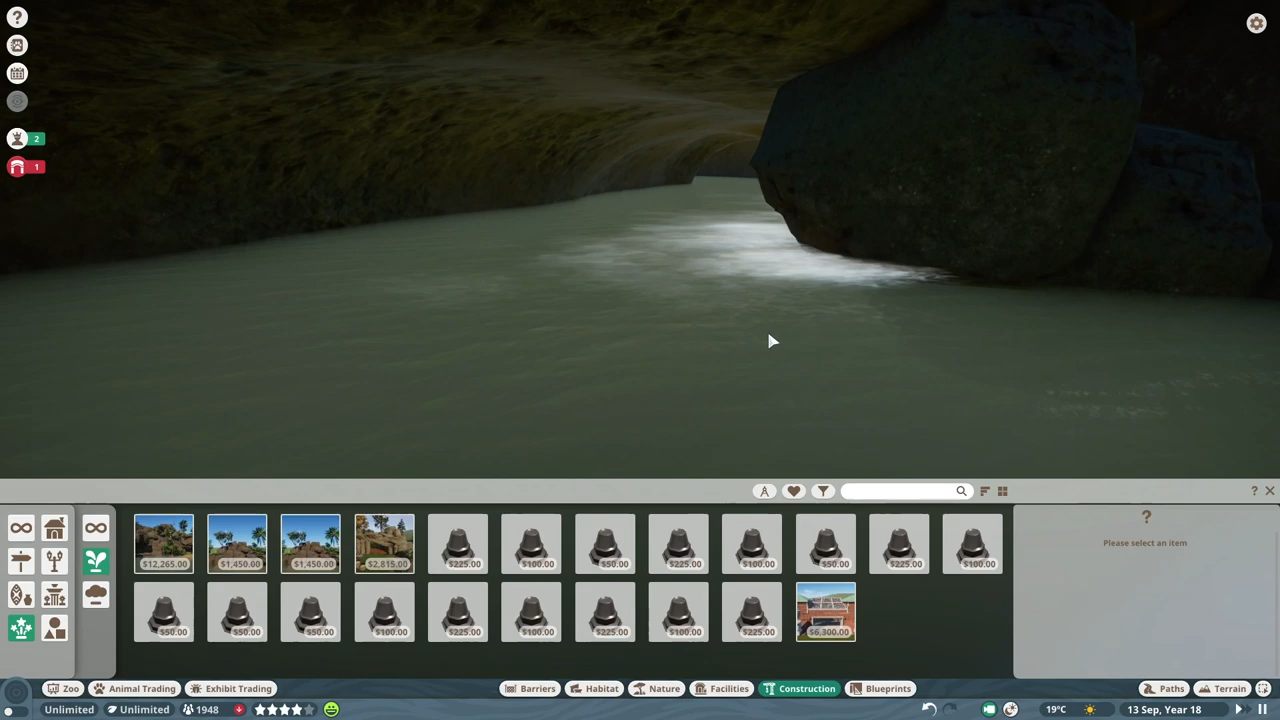 ?
2
1
?
$12,265.00
$1,450.00
$1,450.00
$2,815.00
$225.00
$100.00
$50.00
$225.00
$100.00
$50.00
$225.00
$100.00
$50.00
$50.00
$50.00
$100.00
$225.00
$100.00
$225.00
$100.00
$225.00
$6,300.00
?
Please select an item
Zoo
Animal Trading
Exhibit Trading
Barriers
Habitat
Nature
Facilities
Construction
Blueprints
Paths
Terrain
Unlimited
Unlimited
1948
19°C
13 Sep, Year 18